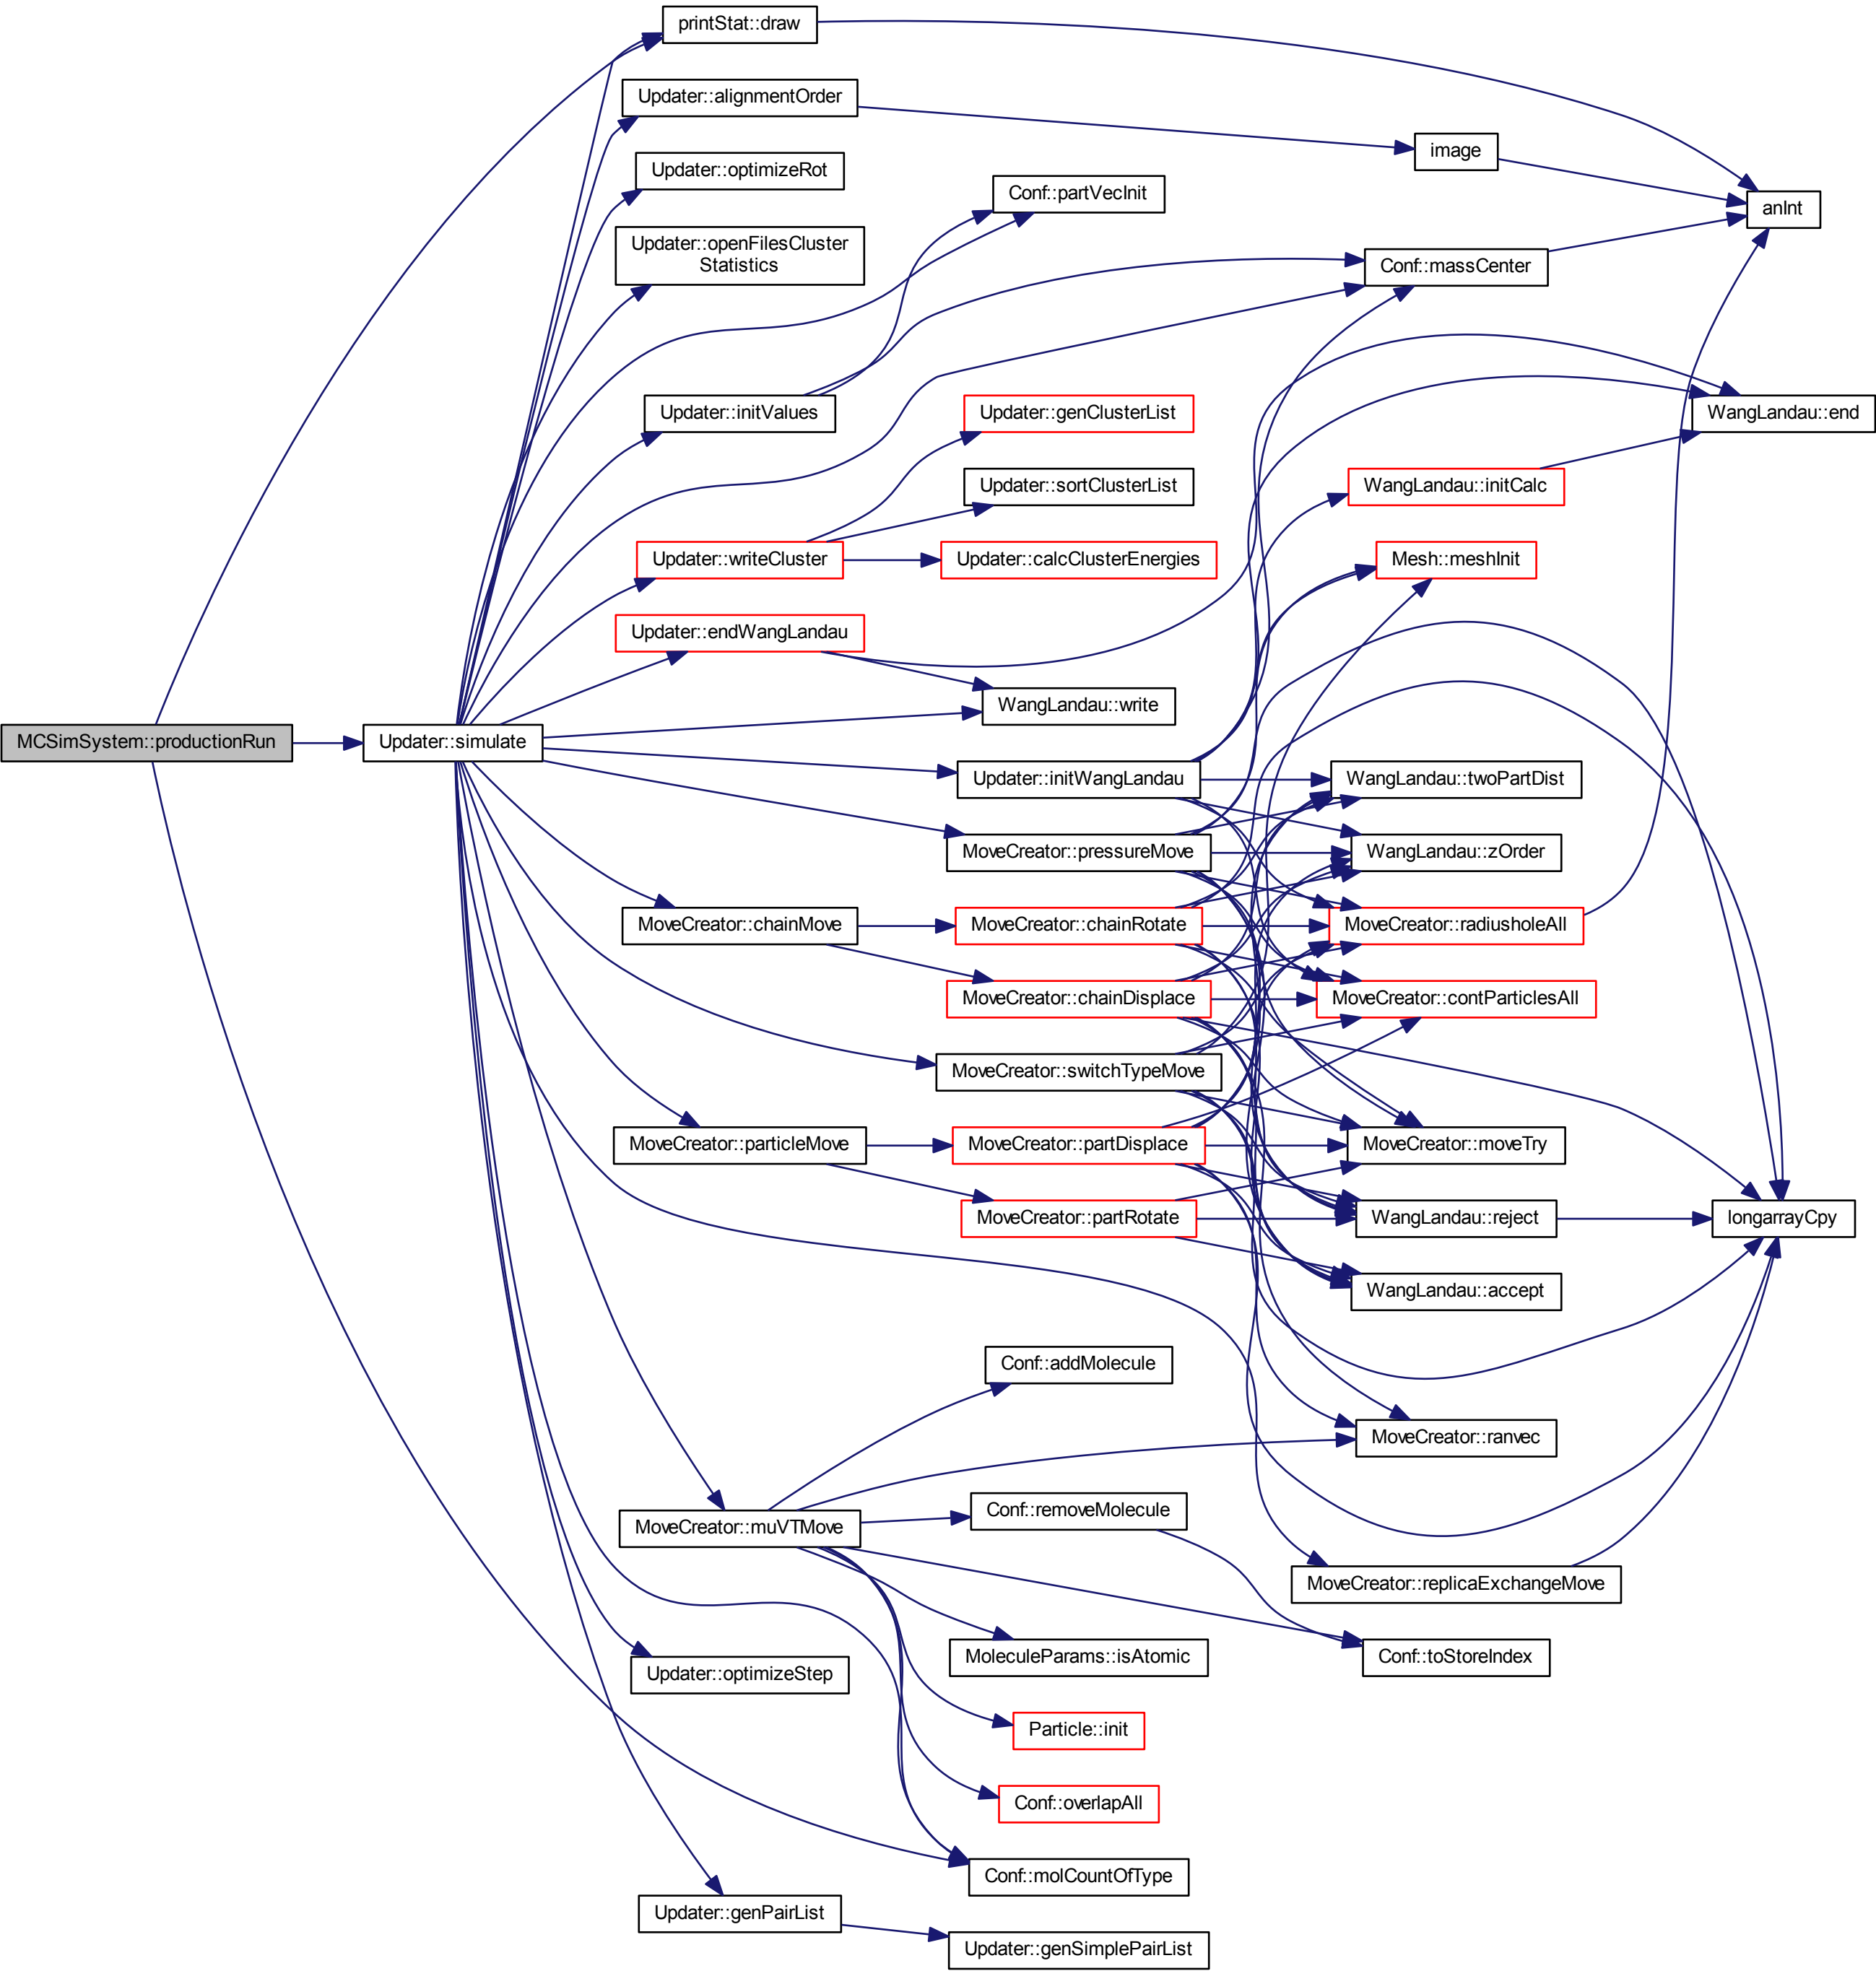 printStat::draw
Updater::alignmentOrder
image
Updater::optimizeRot
Conf::partVecInit
anInt
Updater::openFilesCluster
Statistics
Conf::massCenter
Updater::initValues
Updater::genClusterList
WangLandau::end
Updater::sortClusterList
WangLandau::initCalc
Updater::writeCluster
Updater::calcClusterEnergies
Mesh::meshInit
Updater::endWangLandau
WangLandau::write
MCSimSystem::productionRun
Updater::simulate
Updater::initWangLandau
WangLandau::twoPartDist
MoveCreator::pressureMove
WangLandau::zOrder
MoveCreator::chainMove
MoveCreator::chainRotate
MoveCreator::radiusholeAll
MoveCreator::chainDisplace
MoveCreator::contParticlesAll
MoveCreator::switchTypeMove
MoveCreator::particleMove
MoveCreator::partDisplace
MoveCreator::moveTry
MoveCreator::partRotate
WangLandau::reject
longarrayCpy
WangLandau::accept
Conf::addMolecule
MoveCreator::ranvec
MoveCreator::muVTMove
Conf::removeMolecule
MoveCreator::replicaExchangeMove
MoleculeParams::isAtomic
Conf::toStoreIndex
Updater::optimizeStep
Particle::init
Conf::overlapAll
Conf::molCountOfType
Updater::genPairList
Updater::genSimplePairList